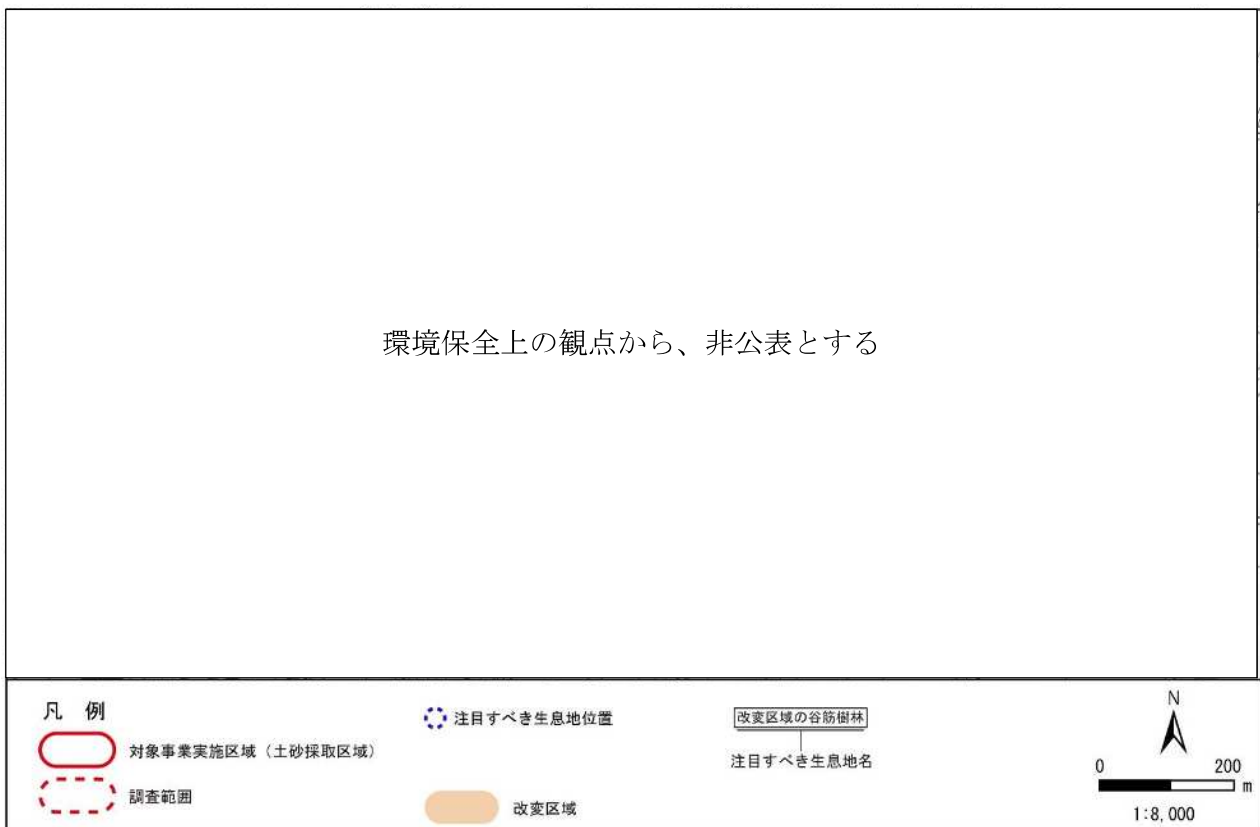 環境保全上の観点から、非公表とする
凡 例
対象事業実施区域（土砂採取区域）
調査範囲
注目すべき生息地位置
改変区域
改変区域の谷筋樹林
注目すべき生息地名
N
0 200
m
1:8,000